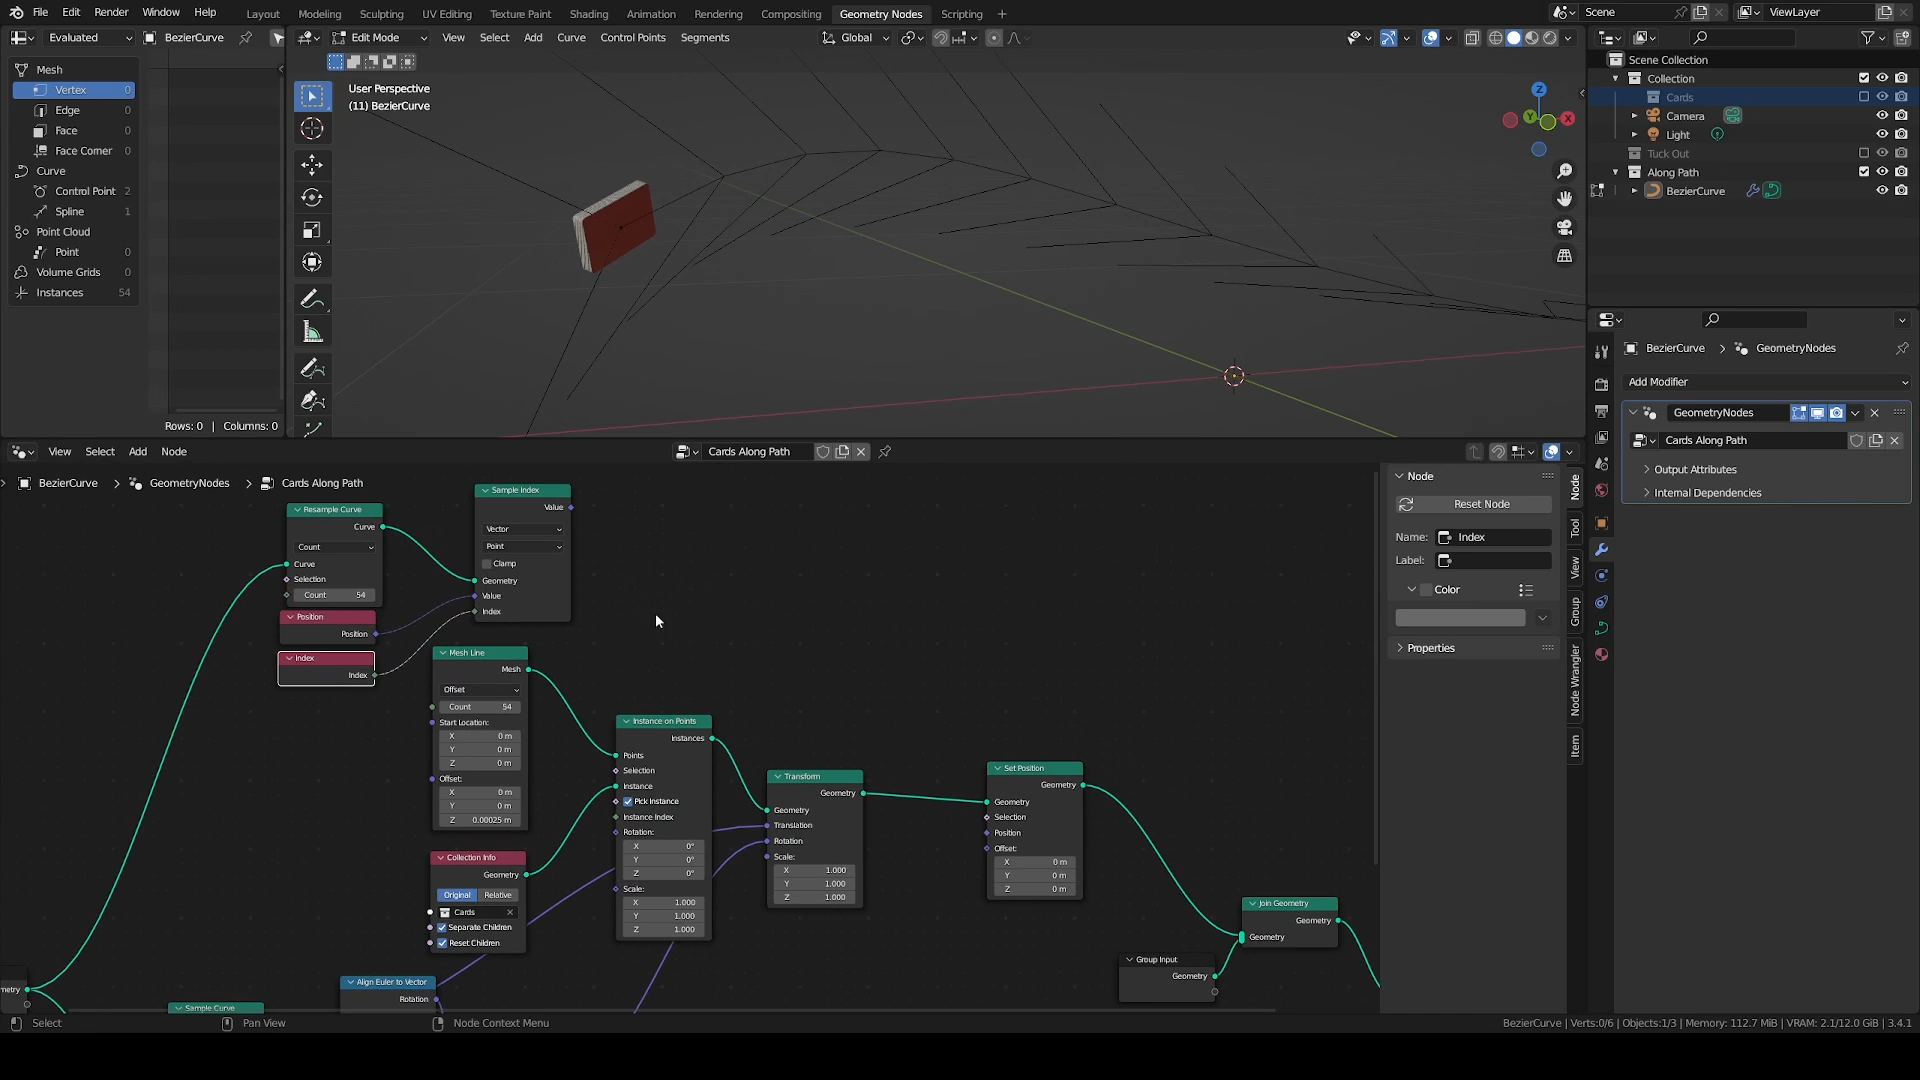 File Edit Render Window Help Layout Modeling Sculpting UV Editing Texture Paint Shading Animation Rendering Compositing Geometry Nodes Scripting + Scene ViewLayer
Evaluated BezierCurve Edit Mode View Select Add Curve Control Points Segments Global
Mesh
Vertex 0
Edge 0
Face 0
Face Corner 0
Curve
Control Point 2
Spline 1
Point Cloud
Point 0
Volume Grids 0
Instances 54
Rows: 0 | Columns: 0
User Perspective
(11) BezierCurve
Z
Y
X
Scene Collection
Collection
Cards
Camera
Light
Tuck Out
Along Path
BezierCurve
BezierCurve > GeometryNodes
Add Modifier
GeometryNodes
Cards Along Path
Output Attributes
Internal Dependencies
View Select Add Node Cards Along Path
BezierCurve > GeometryNodes > Cards Along Path
Resample Curve
Curve
Count
Curve
Selection
Count 54
Position
Position
Index
Index
Sample Index
Value
Vector
Point
Clamp
Geometry
Value
Index
Mesh Line
Mesh
Offset
Count 54
Start Location:
X 0 m
Y 0 m
Z 0 m
Offset:
X 0 m
Y 0 m
Z 0.00025 m
Collection Info
Geometry
Original Relative
Cards
Separate Children
Reset Children
Instance on Points
Instances
Points
Selection
Instance
Pick Instance
Instance Index
Rotation:
X 0°
Y 0°
Z 0°
Scale:
X 1.000
Y 1.000
Z 1.000
Transform
Geometry
Geometry
Translation
Rotation
Scale:
X 1.000
Y 1.000
Z 1.000
Set Position
Geometry
Geometry
Selection
Position
Offset:
X 0 m
Y 0 m
Z 0 m
Join Geometry
Geometry
Geometry
Group Input
Geometry
metry
Align Euler to Vector
Rotation
Sample Curve
Node
Reset Node
Name: Index
Label:
Color
Properties
Node
Tool
View
Group
Node Wrangler
Item
Select Pan View Node Context Menu BezierCurve | Verts:0/6 | Objects:1/3 | Memory: 112.7 MiB | VRAM: 2.1/12.0 GiB | 3.4.1